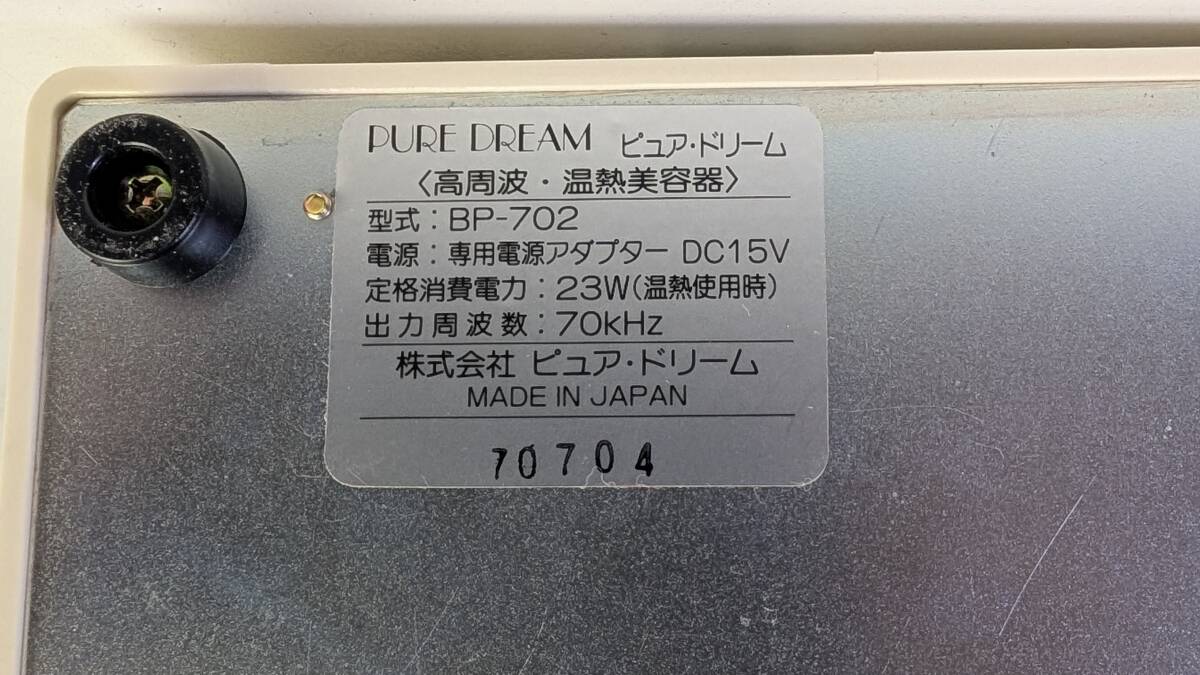 PURE DREAM ピュア・ドリーム
〈高周波・温熱美容器〉
型式：BP-702
電源：専用電源アダプター DC15V
定格消費電力：23W(温熱使用時)
出力周波数：70kHz
株式会社 ピュア・ドリーム
MADE IN JAPAN
70704